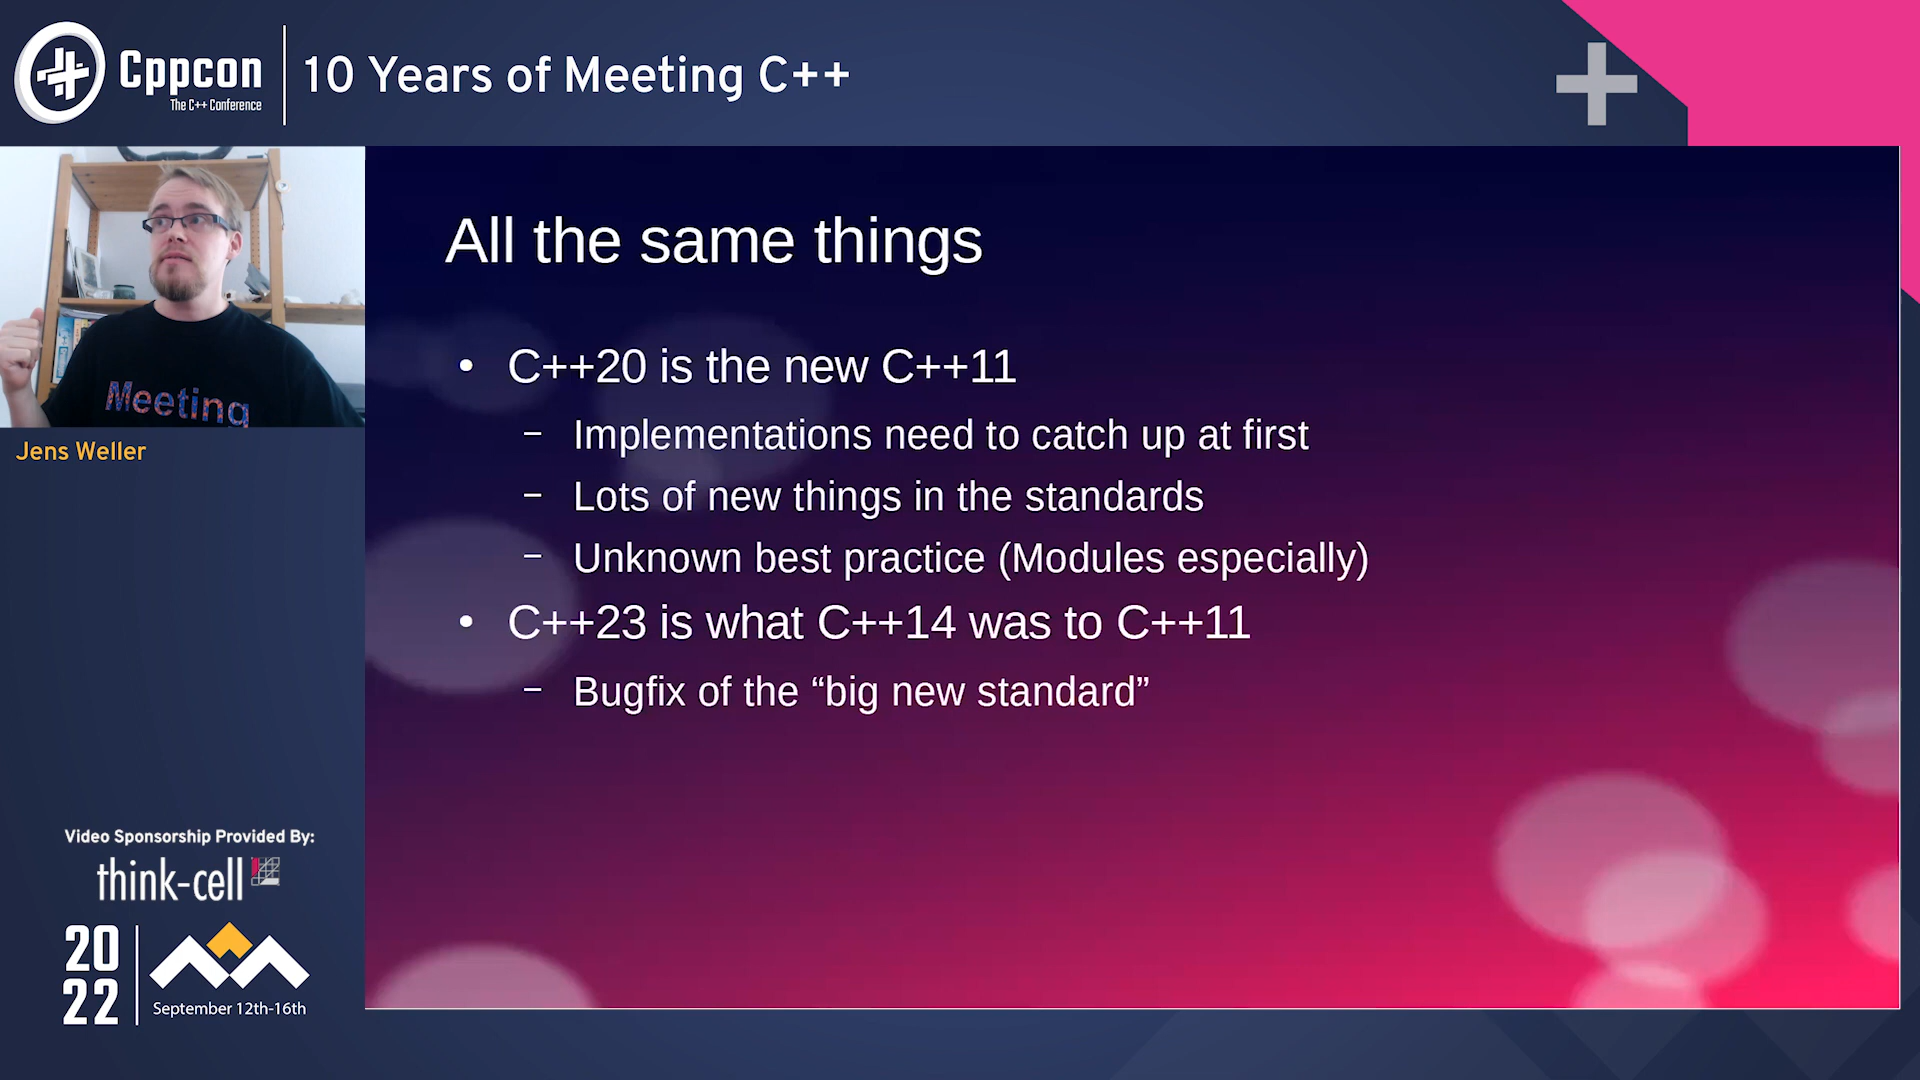 Cppcon
The C++ Conference
10 Years of Meeting C++
Meeting
Jens Weller
All the same things
• C++20 is the new C++11
– Implementations need to catch up at first
– Lots of new things in the standards
– Unknown best practice (Modules especially)
• C++23 is what C++14 was to C++11
– Bugfix of the “big new standard”
Video Sponsorship Provided By:
think-cell
20
22
September 12th-16th